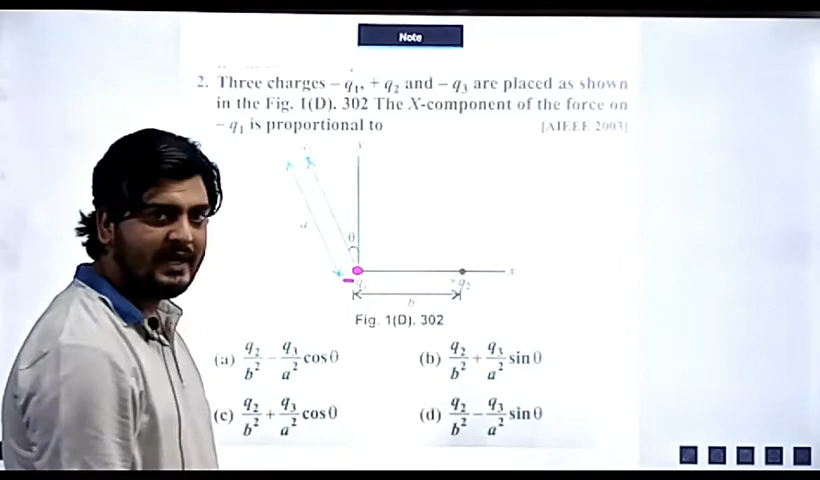 Note
2. Three charges − q₁, + q₂ and − q₃ are placed as shown
in the Fig. 1(D). 302 The X-component of the force on
− q₁ is proportional to [AIEEE 2003]
y
a
θ
x
q₁ +q₂
b
Fig. 1(D). 302
(a) q₂/b² − q₃/a² cos θ (b) q₂/b² + q₃/a² sin θ
(c) q₂/b² + q₃/a² cos θ (d) q₂/b² − q₃/a² sin θ